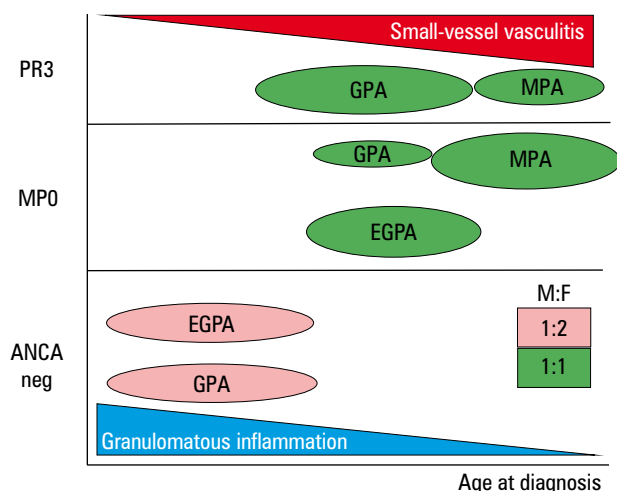 Small-vessel vasculitis
PR3
GPA
MPA
MP0
GPA
MPA
EGPA
M:F
EGPA
1:2
ANCA
neg
1:1
GPA
Granulomatous inflammation
Age at diagnosis